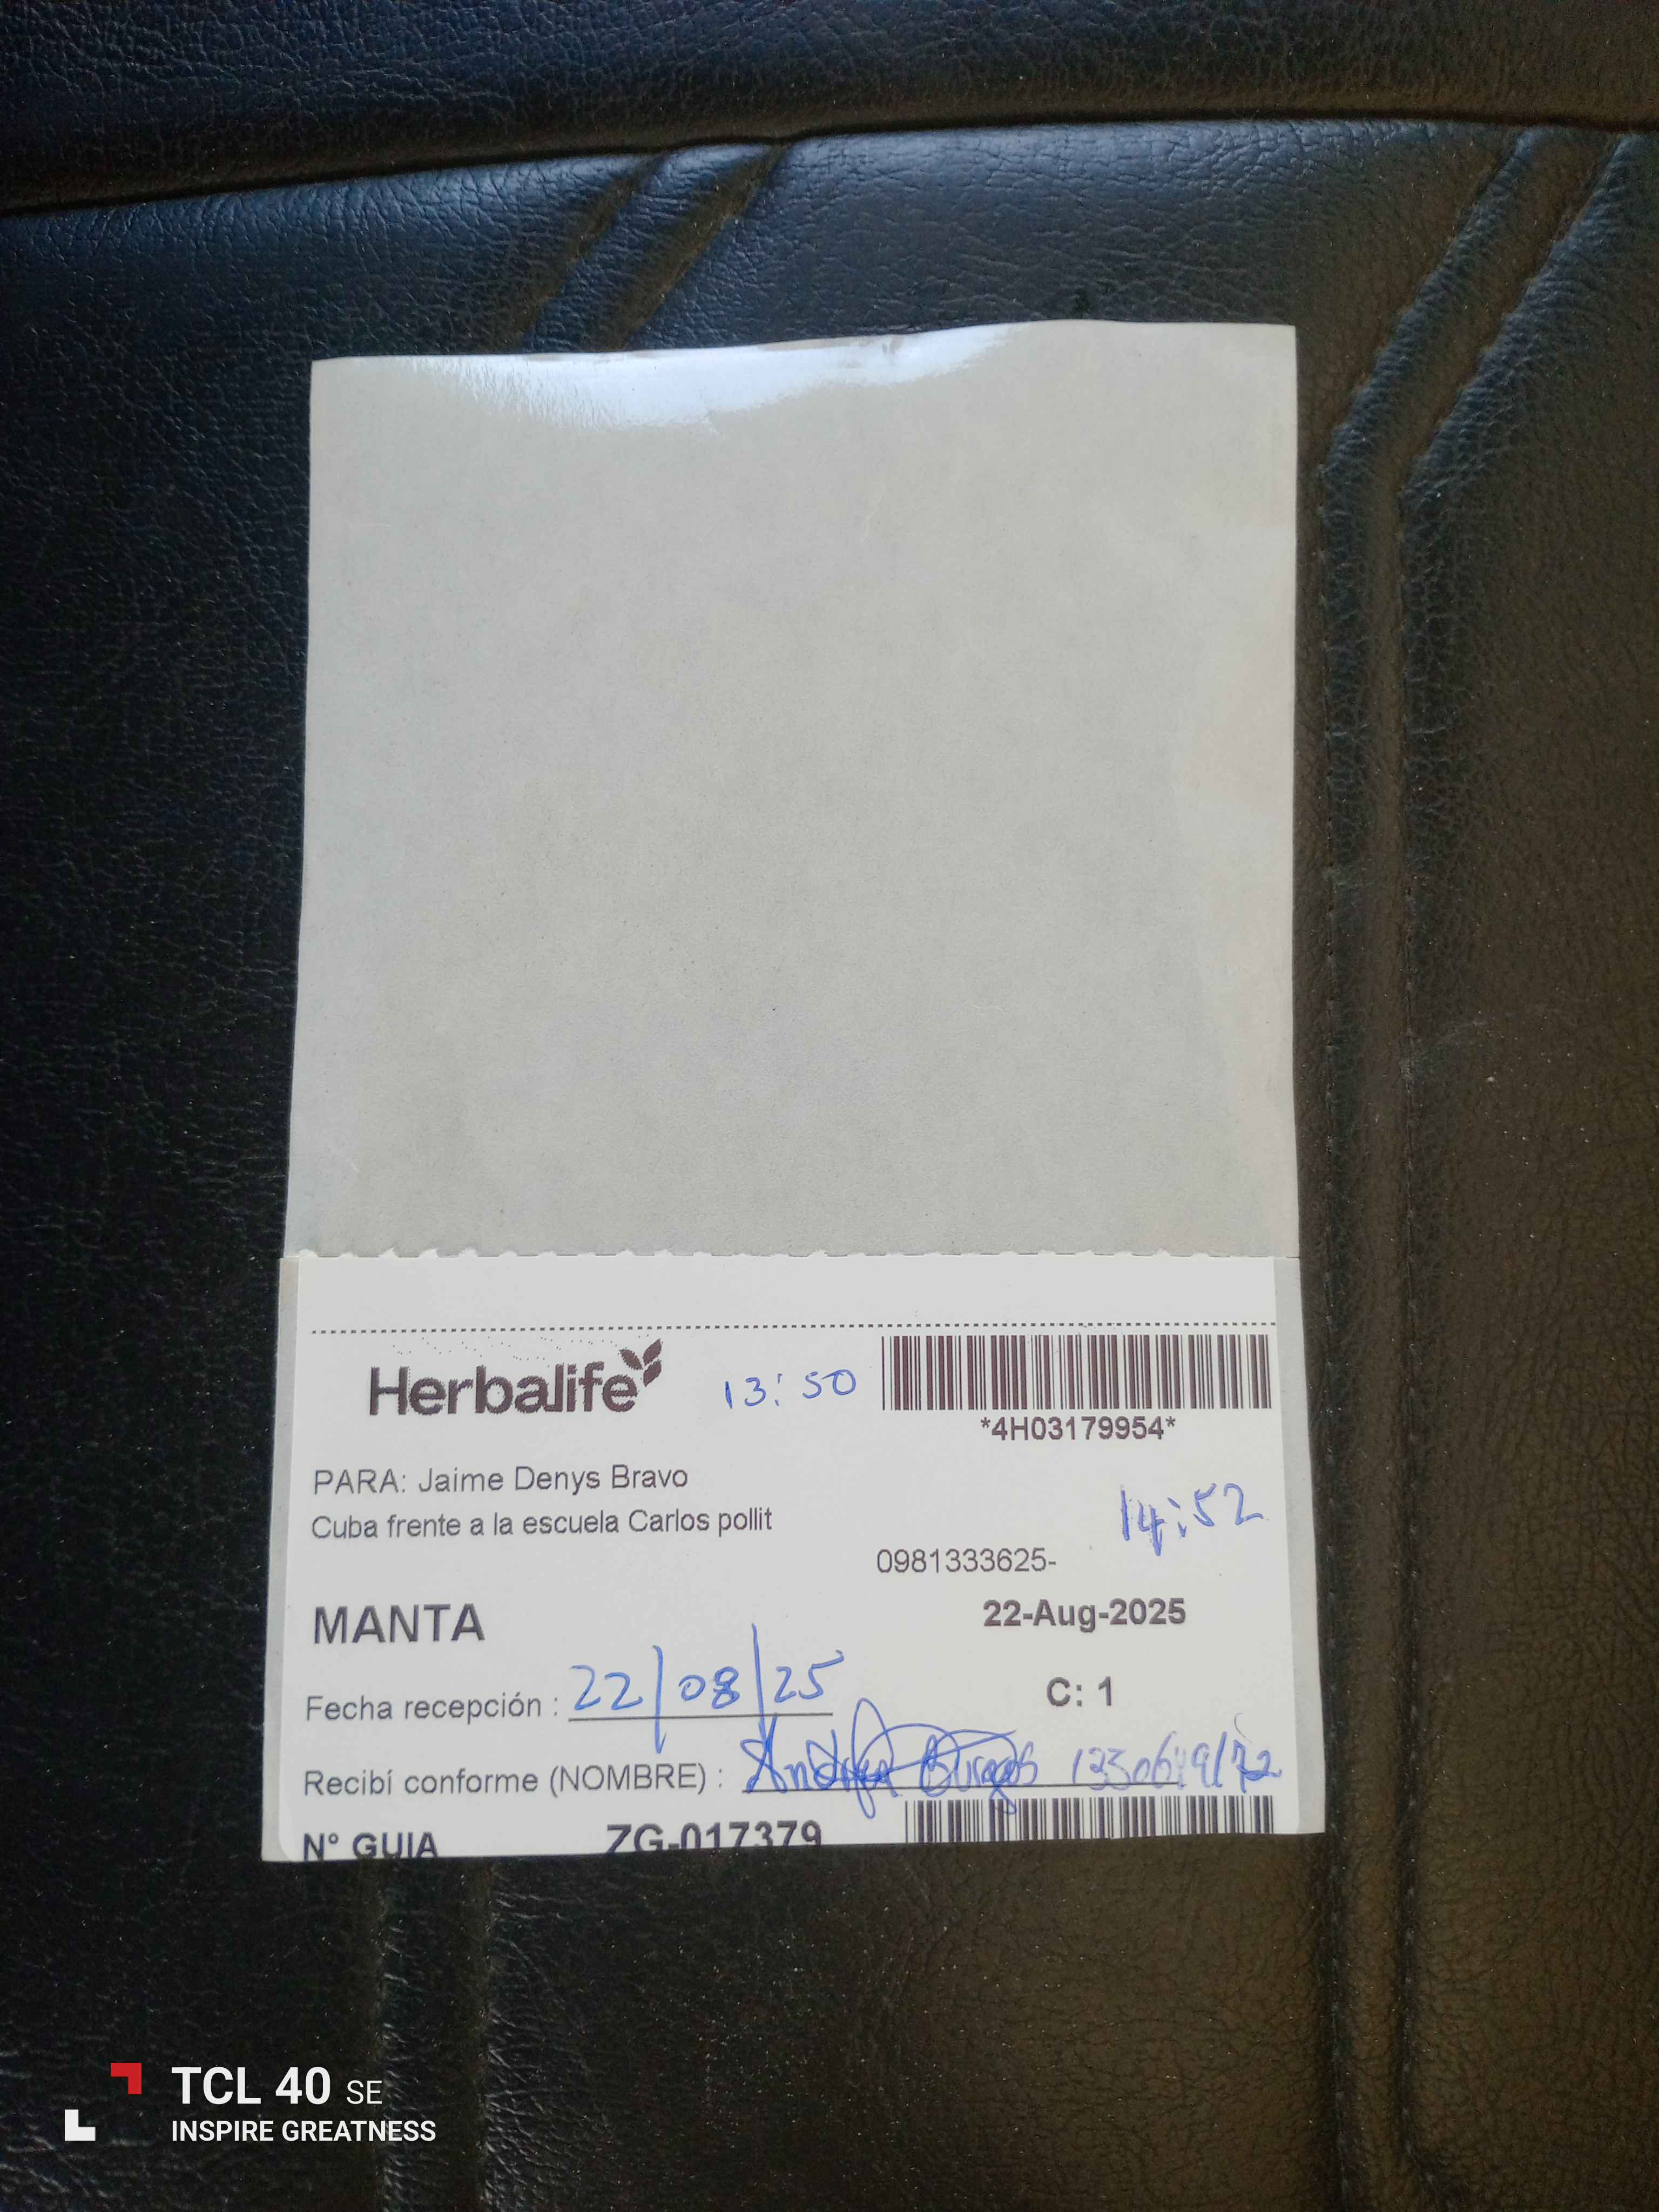 Herbalife
13:50
*4H03179954*
PARA: Jaime Denys Bravo
Cuba frente a la escuela Carlos pollit
14:52
0981333625-
MANTA
22-Aug-2025
Fecha recepción : 22/08/25
C: 1
Recibí conforme (NOMBRE) : Burgos
N° GUIA ZG-017379
TCL 40 SE
INSPIRE GREATNESS